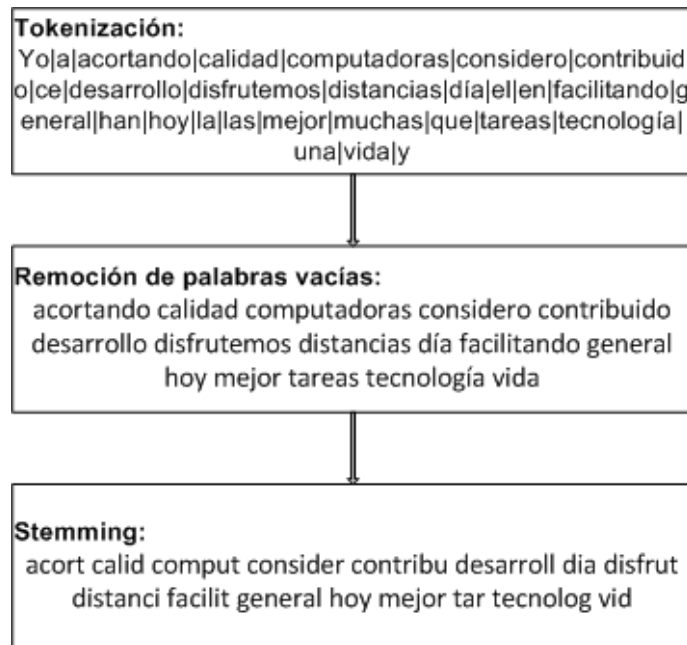 Tokenización:
Yo|a|acortando|calidad|computadoras|considero|contribuid
o|ce|desarrollo|disfrutemos|distancias|día|el|en|facilitando|g
eneral|han|hoy|la|las|mejor|muchas|que|tareas|tecnología|
una|vida|y
Remoción de palabras vacías:
acortando calidad computadoras considero contribuido
desarrollo disfrutemos distancias día facilitando general
hoy mejor tareas tecnología vida
Stemming:
acort calid comput consider contribu desarroll dia disfrut
distanci facilit general hoy mejor tar tecnolog vid